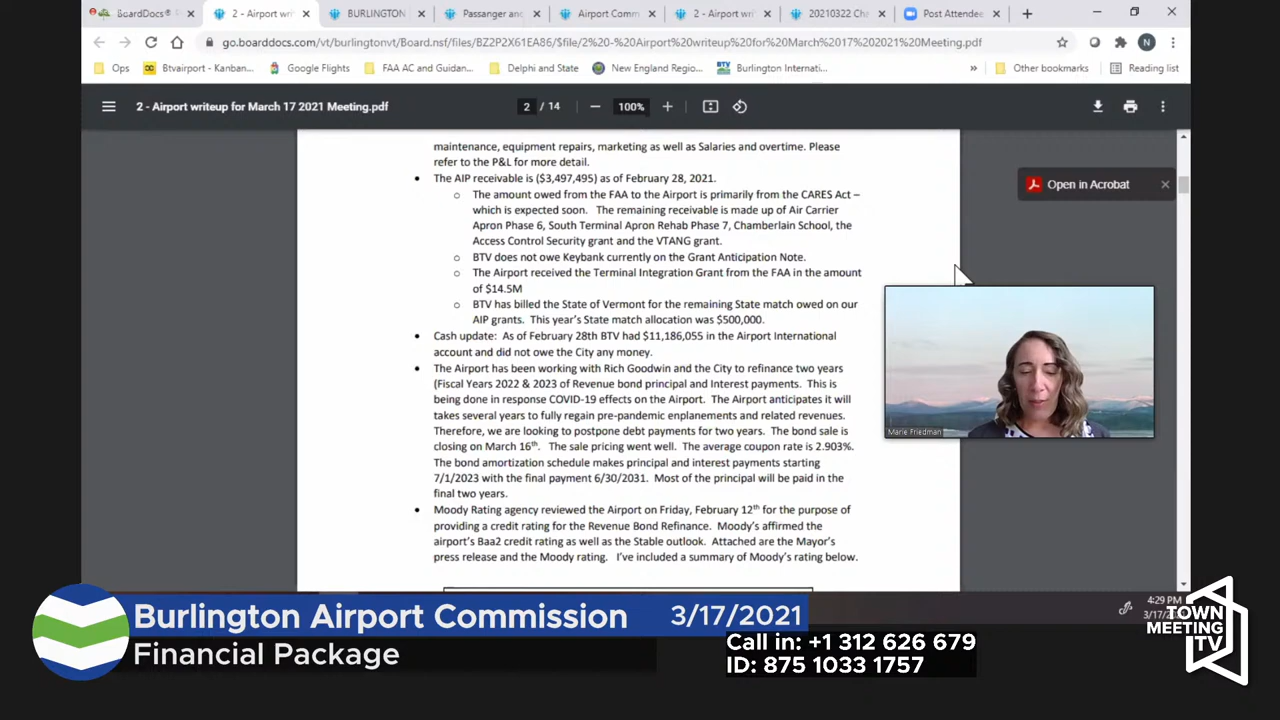 BoardDocs®
2 - Airport writ
BURLINGTON
Passanger an
Airport Comm
2 - Airport wri
20210322 Cha
Post Attendee
go.boarddocs.com/vt/burlingtonvt/Board.nsf/files/BZ2P2X61EA86/$file/2%20-%20Airport%20writeup%20for%20March%2017%202021%20Meeting.pdf
N
Ops
Btvairport - Kanban...
Google Flights
FAA AC and Guidan...
Delphi and State
New England Regio...
Burlington Internati...
»
Other bookmarks
Reading list
2 - Airport writeup for March 17 2021 Meeting.pdf
2 / 14
100%
Open in Acrobat
maintenance, equipment repairs, marketing as well as Salaries and overtime. Please
refer to the P&L for more detail.
• The AIP receivable is ($3,497,495) as of February 28, 2021.
o The amount owed from the FAA to the Airport is primarily from the CARES Act –
which is expected soon. The remaining receivable is made up of Air Carrier
Apron Phase 6, South Terminal Apron Rehab Phase 7, Chamberlain School, the
Access Control Security grant and the VTANG grant.
o BTV does not owe Keybank currently on the Grant Anticipation Note.
o The Airport received the Terminal Integration Grant from the FAA in the amount
of $14.5M
o BTV has billed the State of Vermont for the remaining State match owed on our
AIP grants. This year's State match allocation was $500,000.
• Cash update: As of February 28th BTV had $11,186,055 in the Airport International
account and did not owe the City any money.
• The Airport has been working with Rich Goodwin and the City to refinance two years
(Fiscal Years 2022 & 2023 of Revenue bond principal and Interest payments. This is
being done in response COVID-19 effects on the Airport. The Airport anticipates it will
takes several years to fully regain pre-pandemic enplanements and related revenues.
Therefore, we are looking to postpone debt payments for two years. The bond sale is
closing on March 16th. The sale pricing went well. The average coupon rate is 2.903%.
The bond amortization schedule makes principal and interest payments starting
7/1/2023 with the final payment 6/30/2031. Most of the principal will be paid in the
final two years.
• Moody Rating agency reviewed the Airport on Friday, February 12th for the purpose of
providing a credit rating for the Revenue Bond Refinance. Moody's affirmed the
airport's Baa2 credit rating as well as the Stable outlook. Attached are the Mayor's
press release and the Moody rating. I've included a summary of Moody's rating below.
Marie Friedman
4:29 PM
3/17/20
Burlington Airport Commission 3/17/2021
Financial Package
Call in: +1 312 626 679
ID: 875 1033 1757
TOWN
MEETING
TV